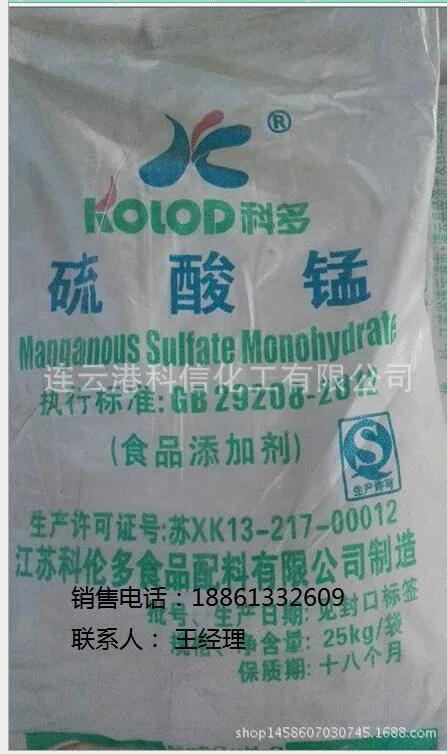 ®
KOLOD科多
硫酸锰
Manganous Sulfate Monohydrate
连云港科信化工有限公司
执行标准:GB 29208-2012
(食品添加剂)
QS
生产许可
生产许可证号:苏XK13-217-00012
江苏科伦多食品配料有限公司制造
销售电话：18861332609
批号、生产日期:见封口标签
联系人： 王经理
规格、净含量: 25kg/袋
保质期: 十八个月
shop1458607030745.1688.com